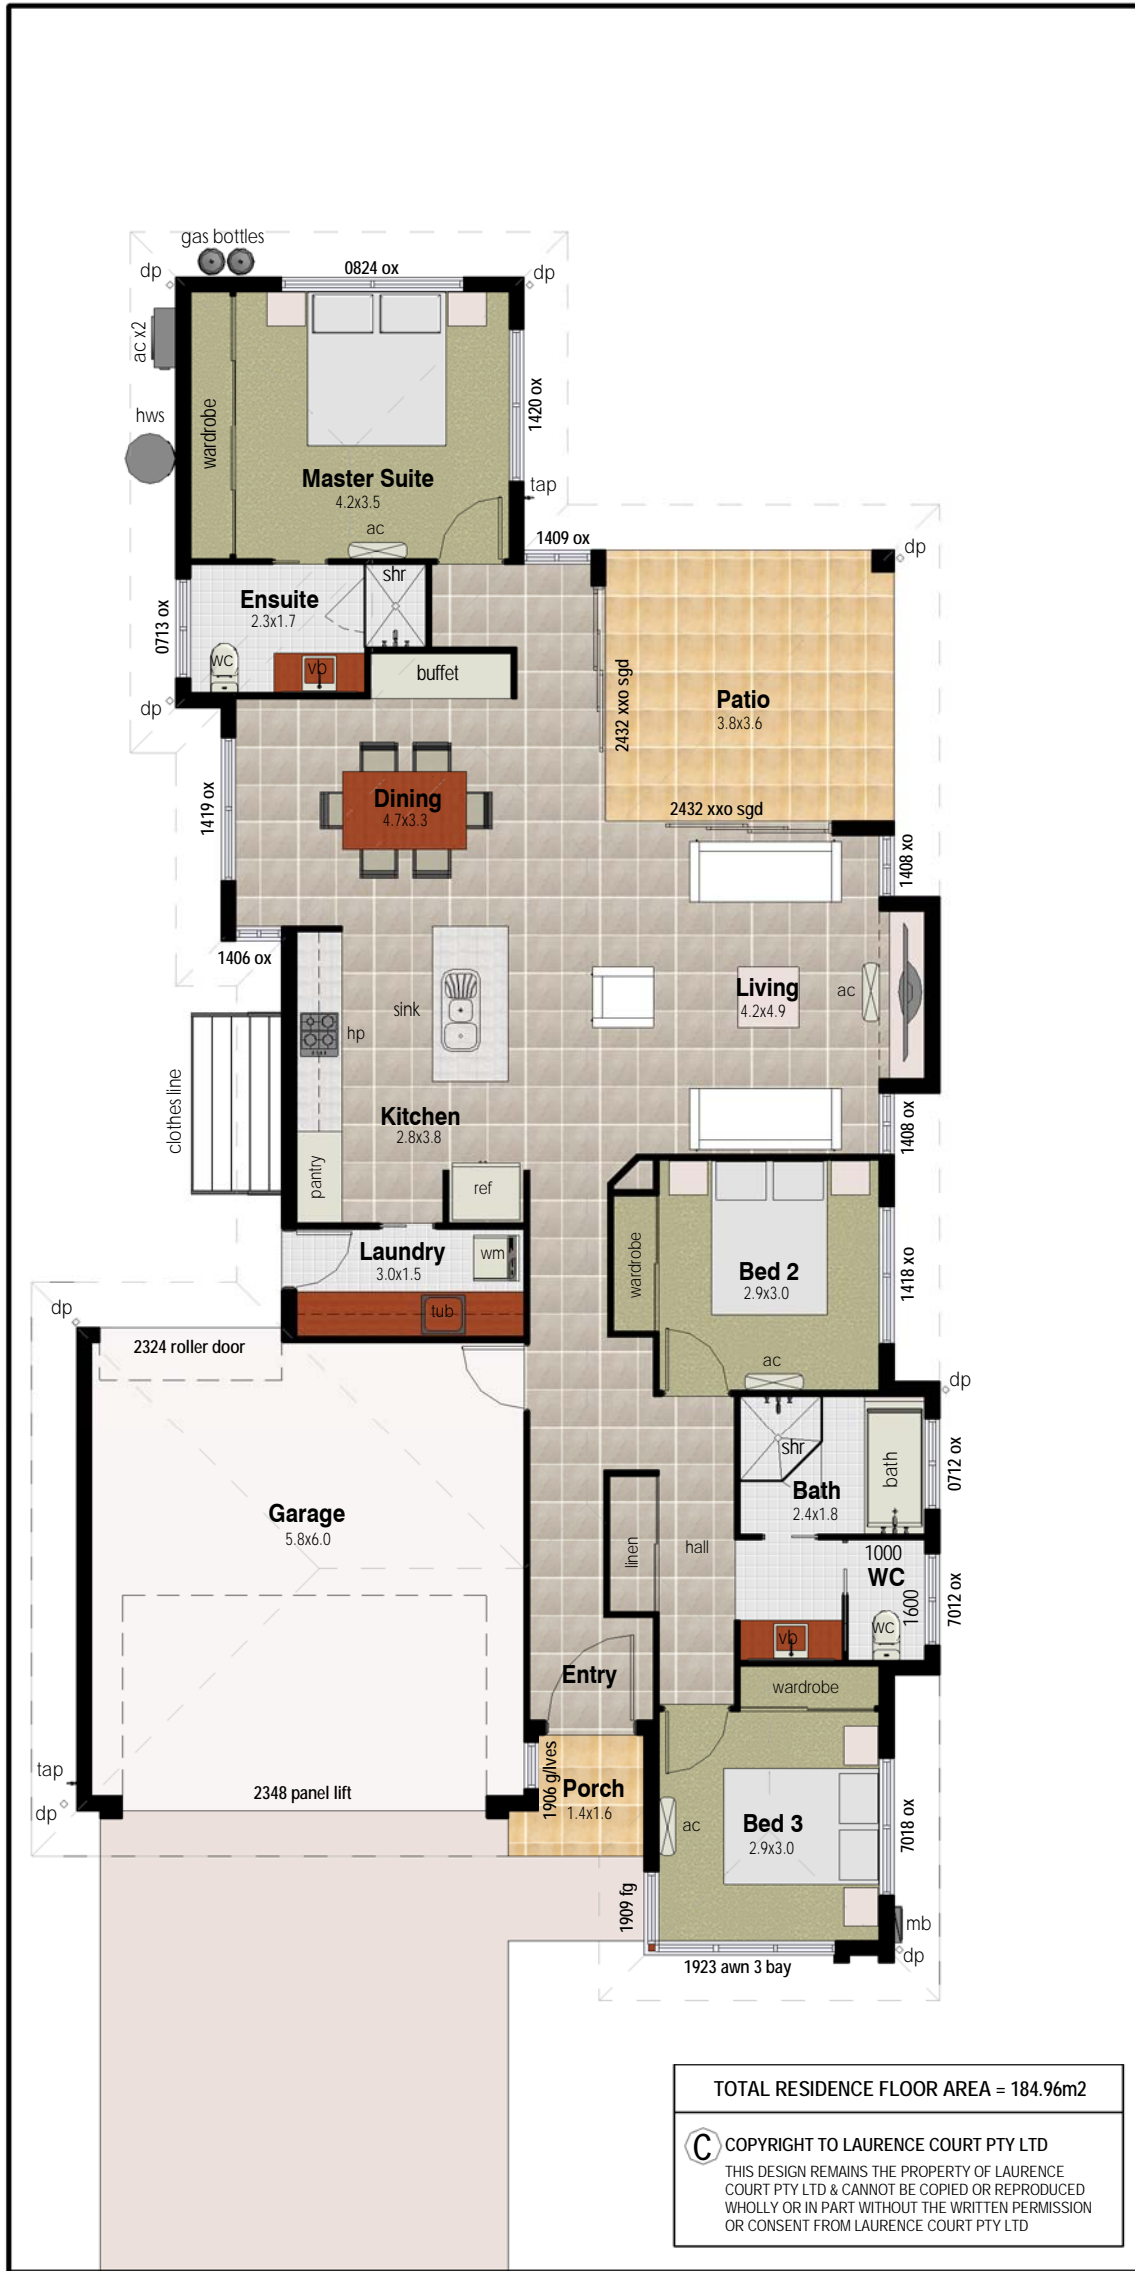 gas bottles
dp
0824 ox
dp
ac x2
hws
wardrobe
1420 ox
Master Suite
4.2x3.5
tap
ac
1409 ox
dp
shr
Ensuite
2.3x1.7
0713 ox
wc
vb
buffet
dp
2432 xxo sgd
Patio
3.8x3.6
Dining
4.7x3.3
1419 ox
2432 xxo sgd
1408 xo
1406 ox
Living
4.2x4.9
ac
sink
hp
clothes line
Kitchen
2.8x3.8
1408 ox
pantry
ref
Laundry
3.0x1.5
wm
tub
wardrobe
Bed 2
2.9x3.0
1418 xo
ac
dp
2324 roller door
dp
shr
bath
0712 ox
Bath
2.4x1.8
Garage
5.8x6.0
linen
hall
1000
WC
1600
7012 ox
wc
vb
Entry
wardrobe
tap
dp
2348 panel lift
1906 g/lves
Porch
1.4x1.6
ac
Bed 3
2.9x3.0
7018 ox
1909 fg
mb
dp
1923 awn 3 bay
TOTAL RESIDENCE FLOOR AREA = 184.96m2
C COPYRIGHT TO LAURENCE COURT PTY LTD
THIS DESIGN REMAINS THE PROPERTY OF LAURENCE
COURT PTY LTD & CANNOT BE COPIED OR REPRODUCED
WHOLLY OR IN PART WITHOUT THE WRITTEN PERMISSION
OR CONSENT FROM LAURENCE COURT PTY LTD